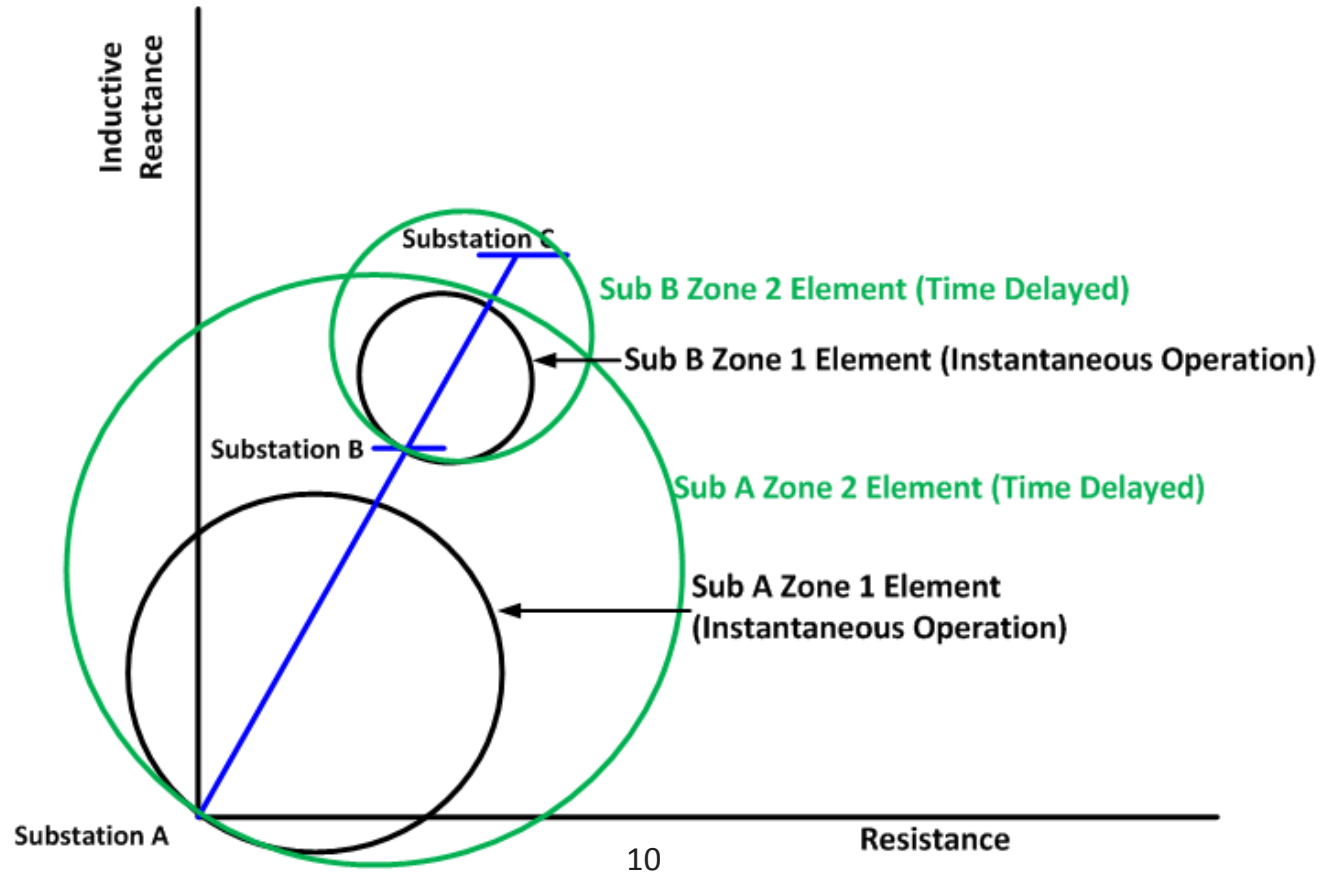 Inductive
Reactance
Substation C
Sub B Zone 2 Element (Time Delayed)
Sub B Zone 1 Element (Instantaneous Operation)
Substation B
Sub A Zone 2 Element (Time Delayed)
Sub A Zone 1 Element
(Instantaneous Operation)
Substation A
Resistance
10